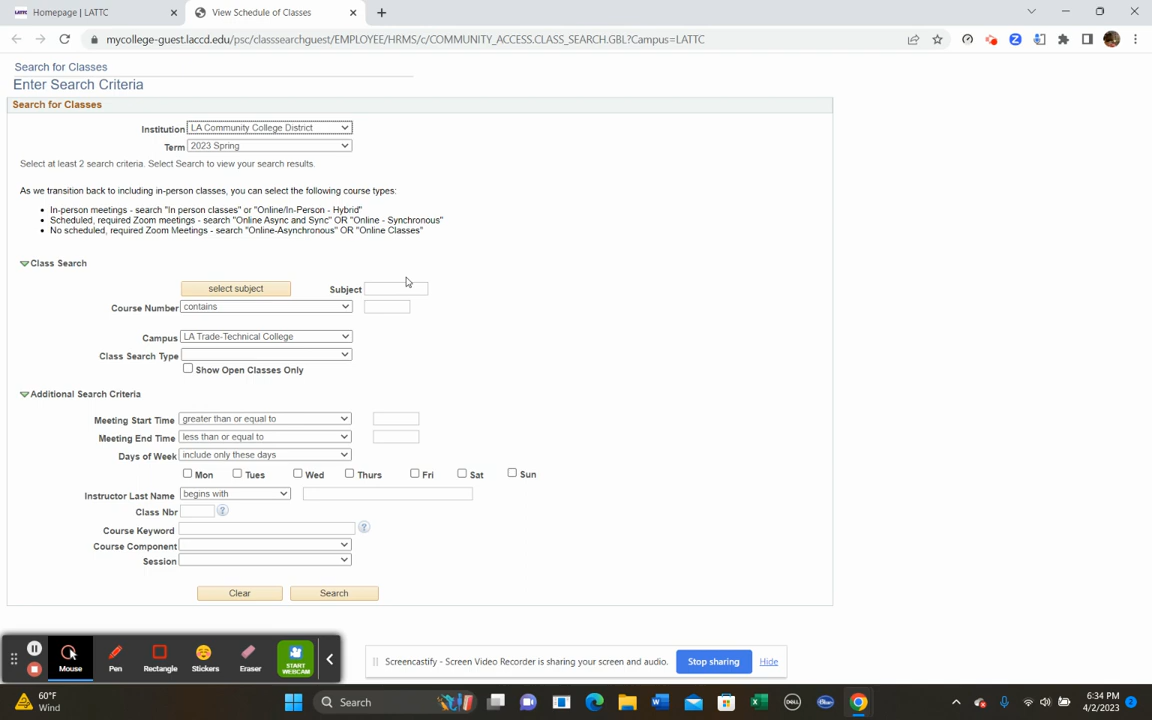 Homepage | LATTC
View Schedule of Classes
mycollege-guest.laccd.edu/psc/classsearchguest/EMPLOYEE/HRMS/c/COMMUNITY_ACCESS.CLASS_SEARCH.GBL?Campus=LATTC
Search for Classes
Enter Search Criteria
Search for Classes
Institution LA Community College District
Term 2023 Spring
Select at least 2 search criteria. Select Search to view your search results.
As we transition back to including in-person classes, you can select the following course types:
• In-person meetings - search "In person classes" or "Online/In-Person - Hybrid"
• Scheduled, required Zoom meetings - search "Online Async and Sync" OR "Online - Synchronous"
• No scheduled, required Zoom Meetings - search "Online-Asynchronous" OR "Online Classes"
Class Search
select subject Subject
Course Number contains
Campus LA Trade-Technical College
Class Search Type
Show Open Classes Only
Additional Search Criteria
Meeting Start Time greater than or equal to
Meeting End Time less than or equal to
Days of Week include only these days
Mon Tues Wed Thurs Fri Sat Sun
Instructor Last Name begins with
Class Nbr ?
Course Keyword ?
Course Component
Session
Clear Search
Mouse Pen Rectangle Stickers Eraser START WEBCAM
Screencastify - Screen Video Recorder is sharing your screen and audio. Stop sharing Hide
60°F
Wind
Search
DELL
6:34 PM
4/2/2023
2